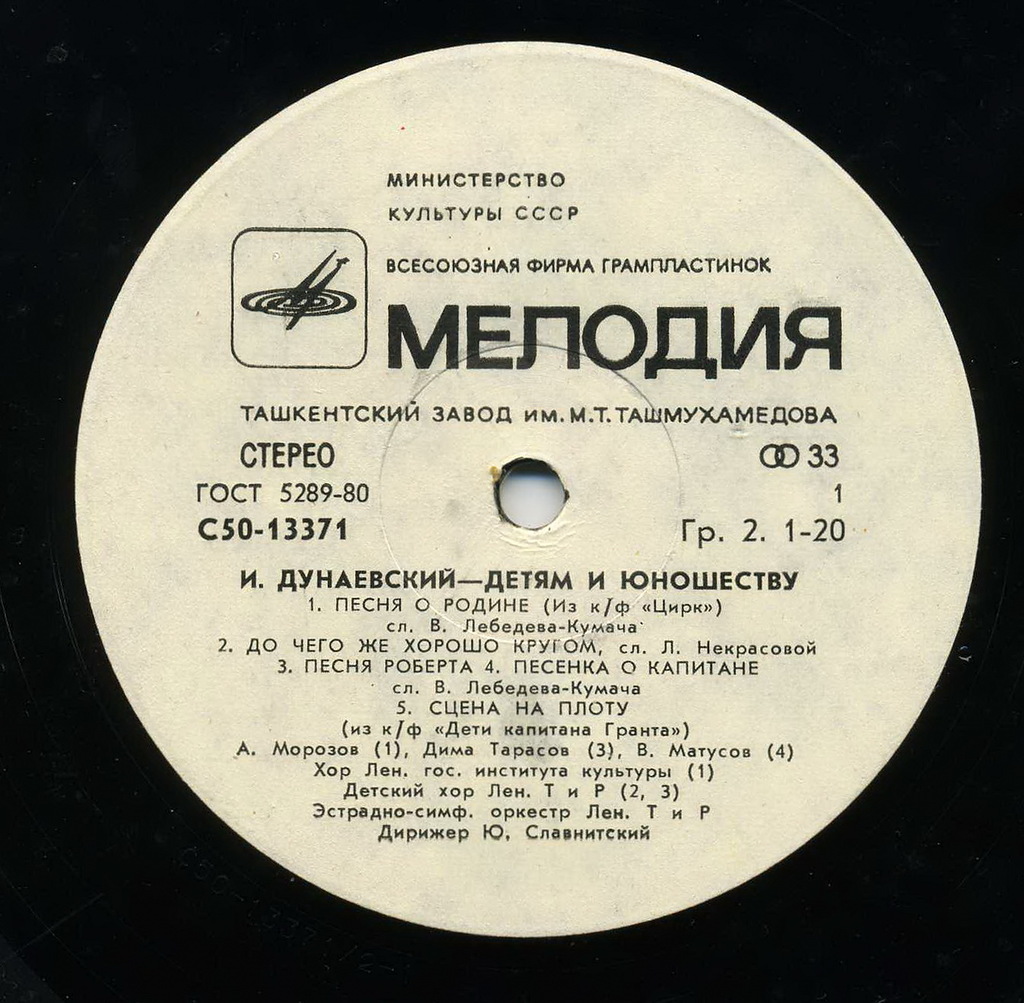 МИНИСТЕРСТВО
КУЛЬТУРЫ СССР
ВСЕСОЮЗНАЯ ФИРМА ГРАМПЛАСТИНОК
МЕЛОДИЯ
ТАШКЕНТСКИЙ ЗАВОД им. М.Т. ТАШМУХАМЕДОВА
СТЕРЕО 33
ГОСТ 5289-80 1
С50-13371 Гр. 2. 1-20
И. ДУНАЕВСКИЙ—ДЕТЯМ И ЮНОШЕСТВУ
1. ПЕСНЯ О РОДИНЕ (Из к/ф «Цирк»)
сл. В. Лебедева-Кумача
2. ДО ЧЕГО ЖЕ ХОРОШО КРУГОМ, сл. Л. Некрасовой
3. ПЕСНЯ РОБЕРТА 4. ПЕСЕНКА О КАПИТАНЕ
сл. В. Лебедева-Кумача
5. СЦЕНА НА ПЛОТУ
(из к/ф «Дети капитана Гранта»)
А. Морозов (1), Дима Тарасов (3), В. Матусов (4)
Хор Лен. гос. института культуры (1)
Детский хор Лен. Т и Р (2, 3)
Эстрадно-симф. оркестр Лен. Т и Р
Дирижер Ю. Славнитский